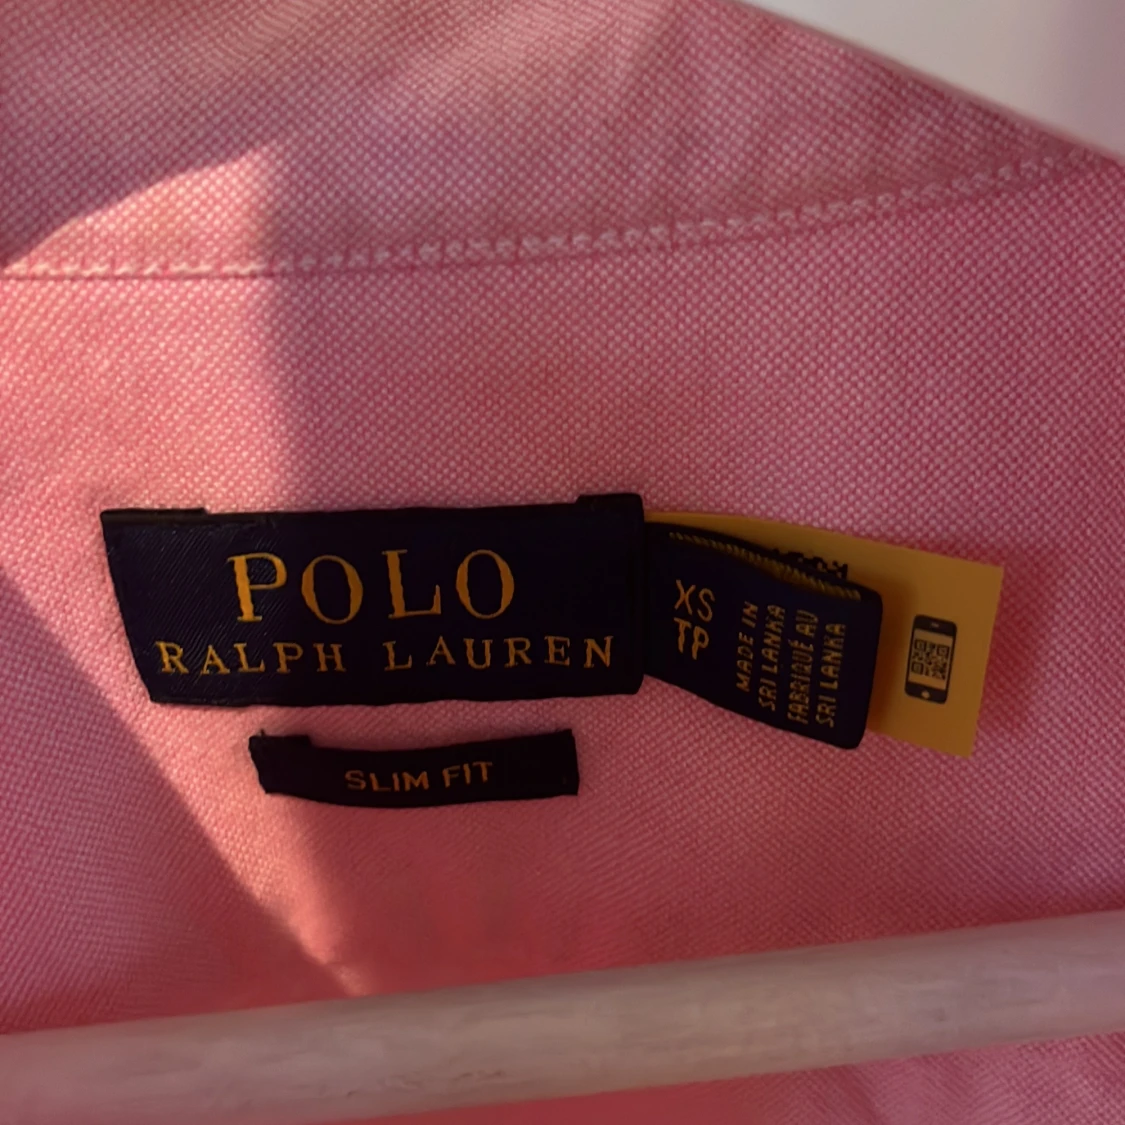 POLO
RALPH LAUREN
SLIM FIT
XS
TP
MADE IN
SRI LANKA
FABRIQUÉ AU
SRI LANKA